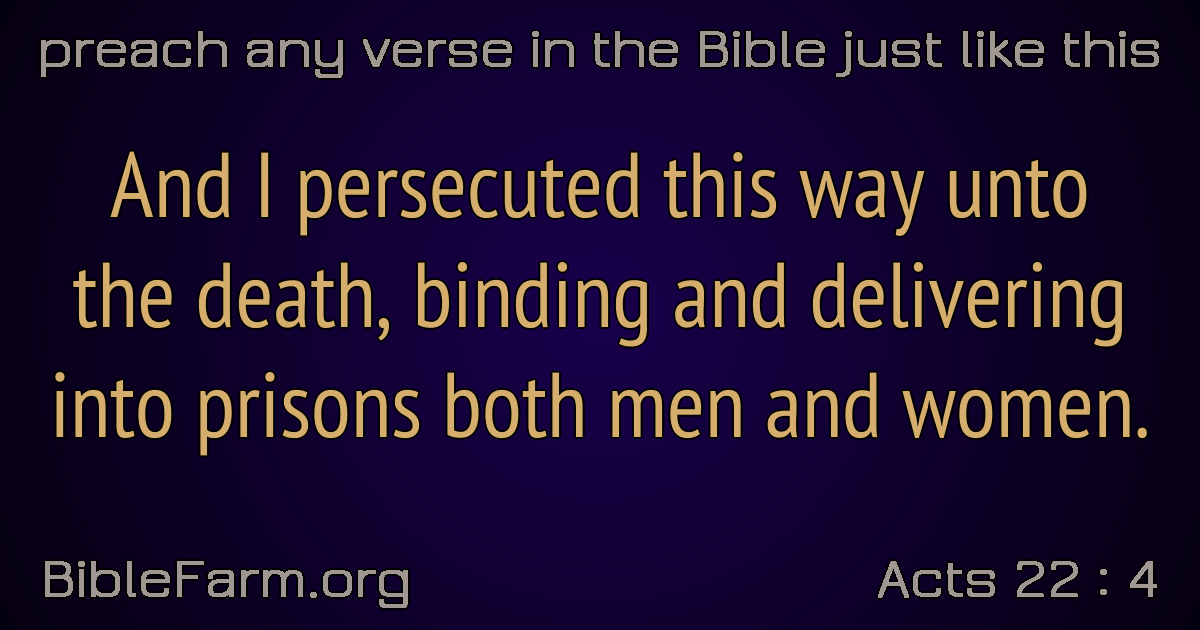 preach any verse in the Bible just like this
And I persecuted this way unto
the death, binding and delivering
into prisons both men and women.
BibleFarm.org
Acts 22 : 4